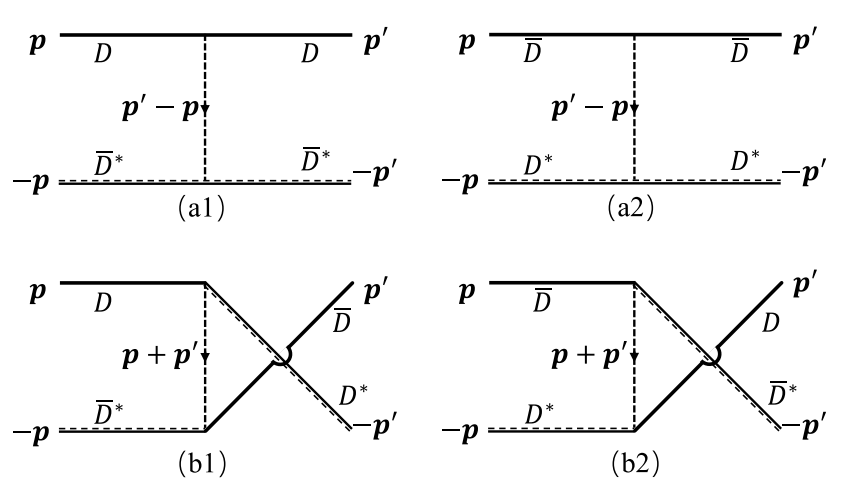 p D D p′ p D̅ D̅ p′
p′ − p p′ − p
−p D̅* D̅* −p′ −p D* D* −p′
(a1) (a2)
p D D̅ p′ p D̅ D p′
p + p′ p + p′
−p D̅* D* −p′ −p D* D̅* −p′
(b1) (b2)